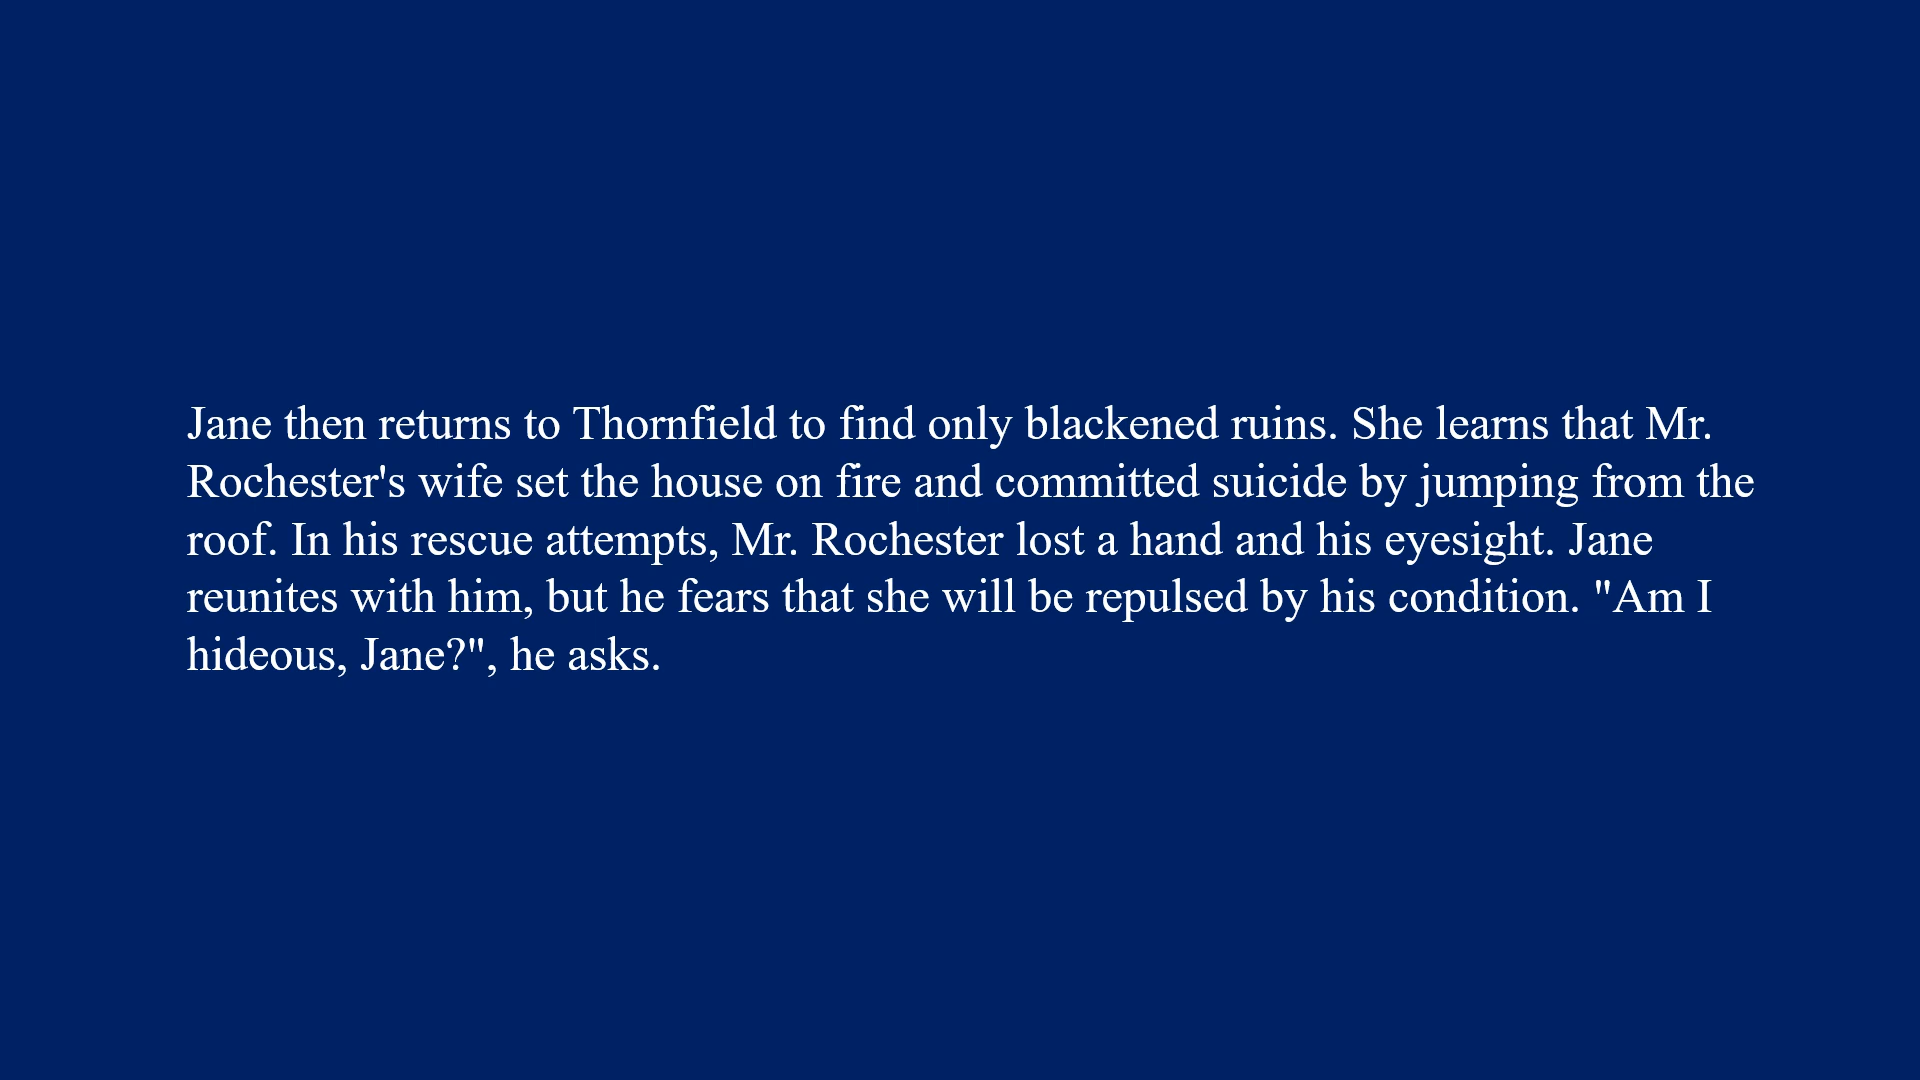 Jane then returns to Thornfield to find only blackened ruins. She learns that Mr.
Rochester's wife set the house on fire and committed suicide by jumping from the
roof. In his rescue attempts, Mr. Rochester lost a hand and his eyesight. Jane
reunites with him, but he fears that she will be repulsed by his condition. "Am I
hideous, Jane?", he asks.